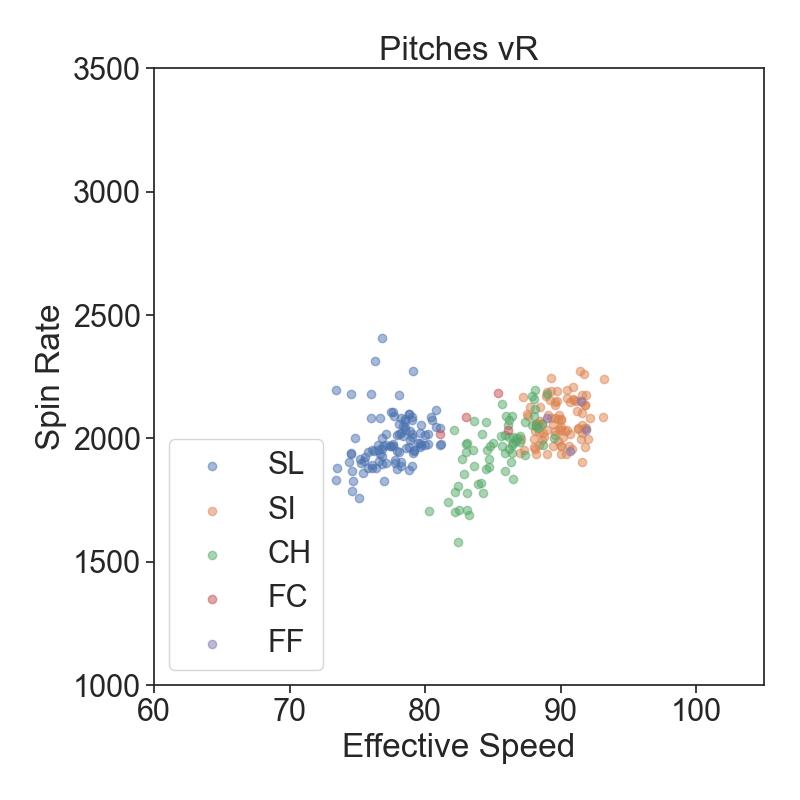 Pitches vR
3500
3000
2500
2000
1500
1000
Spin Rate
SL
SI
CH
FC
FF
60 70 80 90 100
Effective Speed